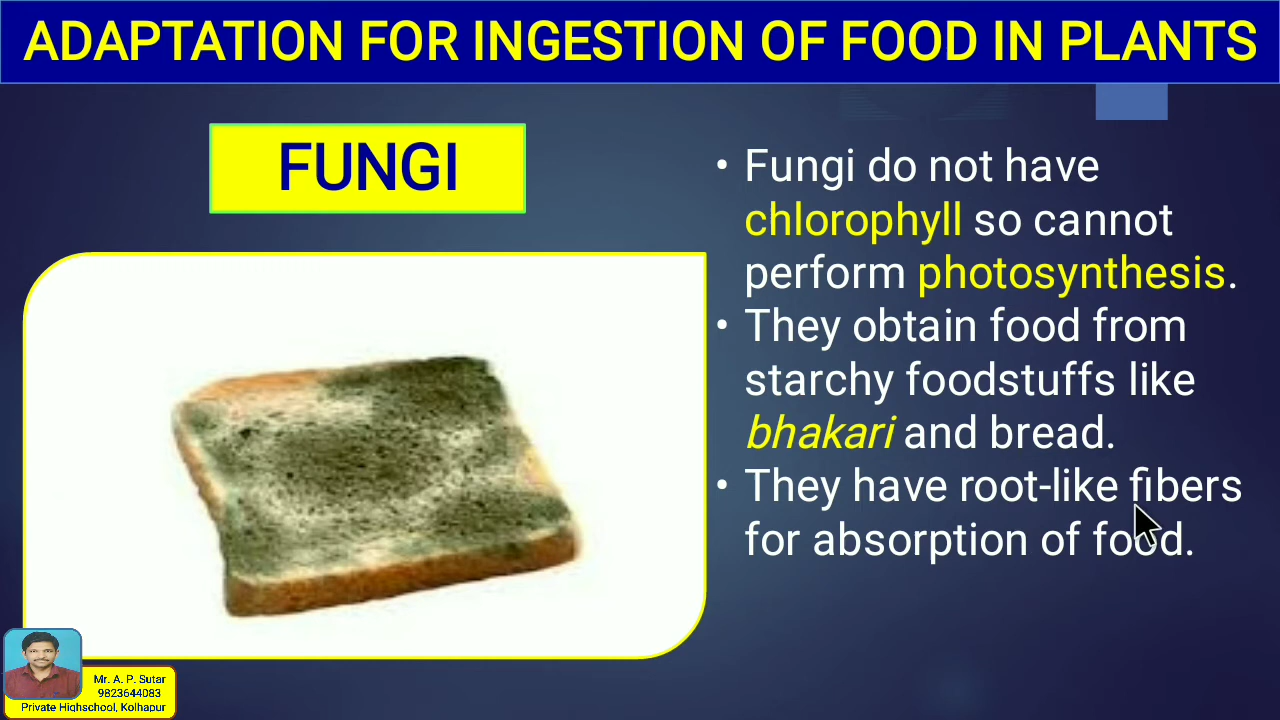 ADAPTATION FOR INGESTION OF FOOD IN PLANTS
FUNGI
• Fungi do not have
chlorophyll so cannot
perform photosynthesis.
• They obtain food from
starchy foodstuffs like
bhakari and bread.
• They have root-like fibers
for absorption of food.
Mr. A. P. Sutar
9823644083
Private Highschool, Kolhapur